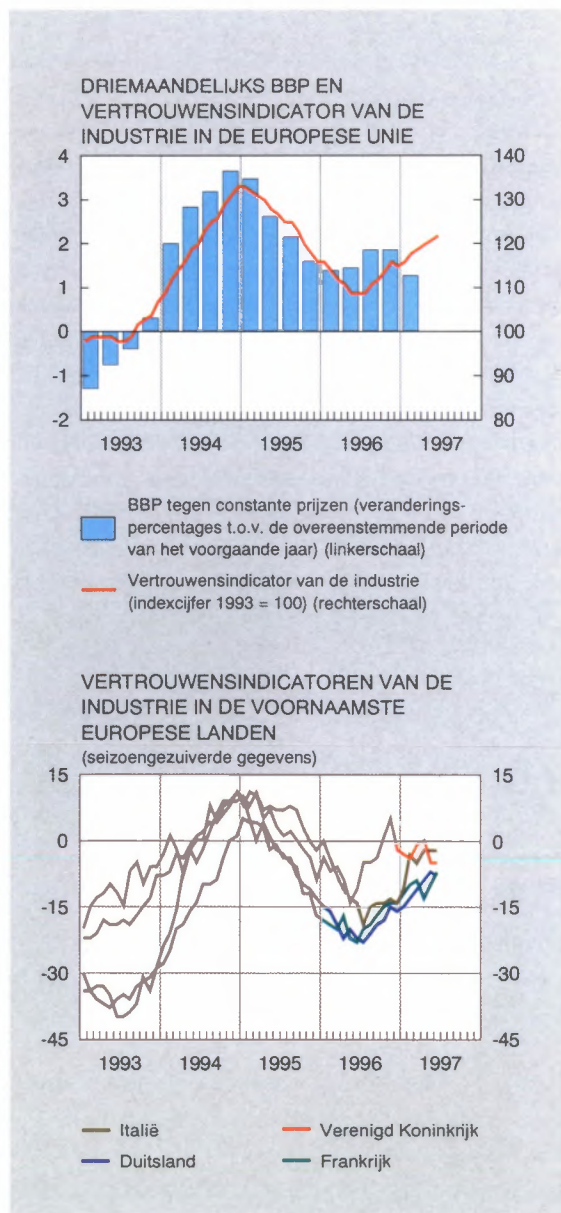 DRIEMAANDELIJKS BBP EN
VERTROUWENSINDICATOR VAN DE
INDUSTRIE IN DE EUROPESE UNIE
4 140
3 130
2 120
1 110
0 100
-1 90
-2 80
1993 1994 1995 1996 1997
BBP tegen constante prijzen (veranderings-
percentages t.o.v. de overeenstemmende periode
van het voorgaande jaar) (linkerschaal)
Vertrouwensindicator van de industrie
(indexcijfer 1993 = 100) (rechterschaal)
VERTROUWENSINDICATOREN VAN DE
INDUSTRIE IN DE VOORNAAMSTE
EUROPESE LANDEN
(seizoengezuiverde gegevens)
15 15
0 0
-15 -15
-30 -30
-45 -45
1993 1994 1995 1996 1997
Italië Verenigd Koninkrijk
Duitsland Frankrijk